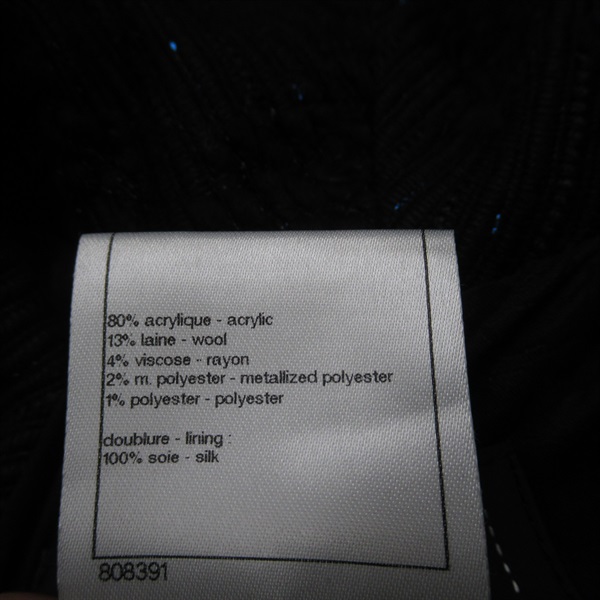 80% acrylique - acrylic
13% laine - wool
4% viscose - rayon
2% m. polyester - metallized polyester
1% polyester - polyester
doublure - lining :
100% soie - silk
808391